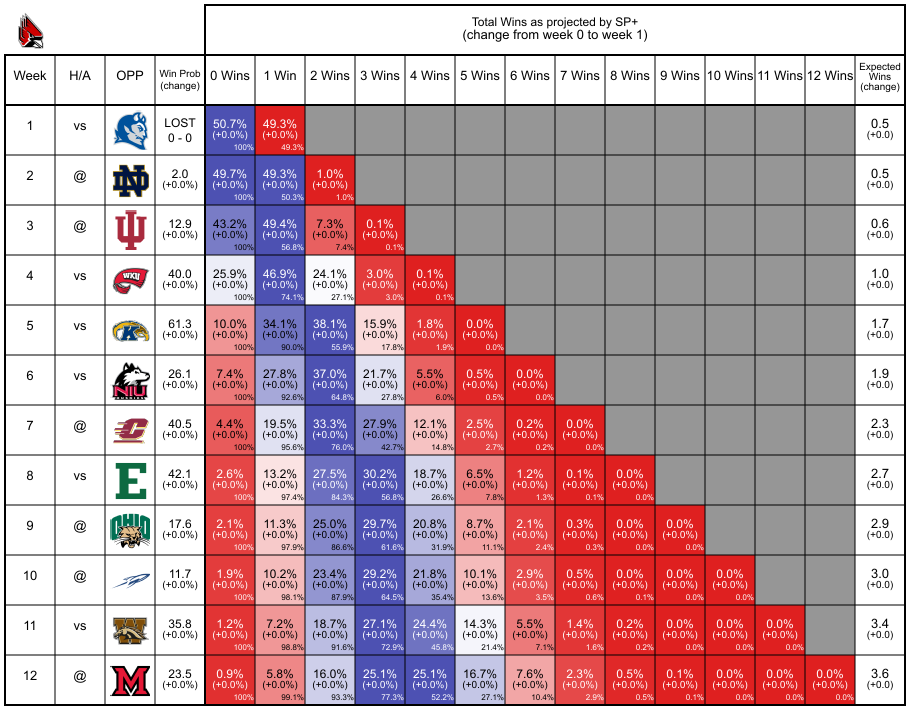 Total Wins as projected by SP+
(change from week 0 to week 1)
Week H/A OPP Win Prob (change) 0 Wins 1 Win 2 Wins 3 Wins 4 Wins 5 Wins 6 Wins 7 Wins 8 Wins 9 Wins 10 Wins 11 Wins 12 Wins Expected Wins (change)
1 vs LOST 50.7% 49.3% 0.5
0 - 0 (+0.0%) (+0.0%) (+0.0)
100% 49.3%
2 @ ND 2.0 49.7% 49.3% 1.0% 0.5
(+0.0%) (+0.0%) (+0.0%) (+0.0%) (+0.0)
100% 50.3% 1.0%
3 @ 12.9 43.2% 49.4% 7.3% 0.1% 0.6
(+0.0%) (+0.0%) (+0.0%) (+0.0%) (+0.0%) (+0.0)
100% 56.8% 7.4% 0.1%
4 vs WKU 40.0 25.9% 46.9% 24.1% 3.0% 0.1% 1.0
(+0.0%) (+0.0%) (+0.0%) (+0.0%) (+0.0%) (+0.0%) (+0.0)
100% 74.1% 27.1% 3.0% 0.1%
5 vs K 61.3 10.0% 34.1% 38.1% 15.9% 1.8% 0.0% 1.7
(+0.0%) (+0.0%) (+0.0%) (+0.0%) (+0.0%) (+0.0%) (+0.0%) (+0.0)
100% 90.0% 55.9% 17.8% 1.9% 0.0%
6 vs NIU 26.1 7.4% 27.8% 37.0% 21.7% 5.5% 0.5% 0.0% 1.9
(+0.0%) (+0.0%) (+0.0%) (+0.0%) (+0.0%) (+0.0%) (+0.0%) (+0.0%) (+0.0)
100% 92.6% 64.8% 27.8% 6.0% 0.5% 0.0%
7 @ C 40.5 4.4% 19.5% 33.3% 27.9% 12.1% 2.5% 0.2% 0.0% 2.3
(+0.0%) (+0.0%) (+0.0%) (+0.0%) (+0.0%) (+0.0%) (+0.0%) (+0.0%) (+0.0%) (+0.0)
100% 95.6% 76.0% 42.7% 14.8% 2.7% 0.2% 0.0%
8 vs E 42.1 2.6% 13.2% 27.5% 30.2% 18.7% 6.5% 1.2% 0.1% 0.0% 2.7
(+0.0%) (+0.0%) (+0.0%) (+0.0%) (+0.0%) (+0.0%) (+0.0%) (+0.0%) (+0.0%) (+0.0%) (+0.0)
100% 97.4% 84.3% 56.8% 26.6% 7.8% 1.3% 0.1% 0.0%
9 @ OHIO 17.6 2.1% 11.3% 25.0% 29.7% 20.8% 8.7% 2.1% 0.3% 0.0% 0.0% 2.9
(+0.0%) (+0.0%) (+0.0%) (+0.0%) (+0.0%) (+0.0%) (+0.0%) (+0.0%) (+0.0%) (+0.0%) (+0.0%) (+0.0)
100% 97.9% 86.6% 61.6% 31.9% 11.1% 2.4% 0.3% 0.0% 0.0%
10 @ 11.7 1.9% 10.2% 23.4% 29.2% 21.8% 10.1% 2.9% 0.5% 0.0% 0.0% 0.0% 3.0
(+0.0%) (+0.0%) (+0.0%) (+0.0%) (+0.0%) (+0.0%) (+0.0%) (+0.0%) (+0.0%) (+0.0%) (+0.0%) (+0.0%) (+0.0)
100% 98.1% 87.9% 64.5% 35.4% 13.6% 3.5% 0.6% 0.1% 0.0% 0.0%
11 vs W 35.8 1.2% 7.2% 18.7% 27.1% 24.4% 14.3% 5.5% 1.4% 0.2% 0.0% 0.0% 0.0% 3.4
(+0.0%) (+0.0%) (+0.0%) (+0.0%) (+0.0%) (+0.0%) (+0.0%) (+0.0%) (+0.0%) (+0.0%) (+0.0%) (+0.0%) (+0.0%) (+0.0)
100% 98.8% 91.6% 72.9% 45.8% 21.4% 7.1% 1.6% 0.2% 0.0% 0.0% 0.0%
12 @ M 23.5 0.9% 5.8% 16.0% 25.1% 25.1% 16.7% 7.6% 2.3% 0.5% 0.1% 0.0% 0.0% 0.0% 3.6
(+0.0%) (+0.0%) (+0.0%) (+0.0%) (+0.0%) (+0.0%) (+0.0%) (+0.0%) (+0.0%) (+0.0%) (+0.0%) (+0.0%) (+0.0%) (+0.0%) (+0.0)
100% 99.1% 93.3% 77.3% 52.2% 27.1% 10.4% 2.9% 0.5% 0.1% 0.0% 0.0% 0.0%